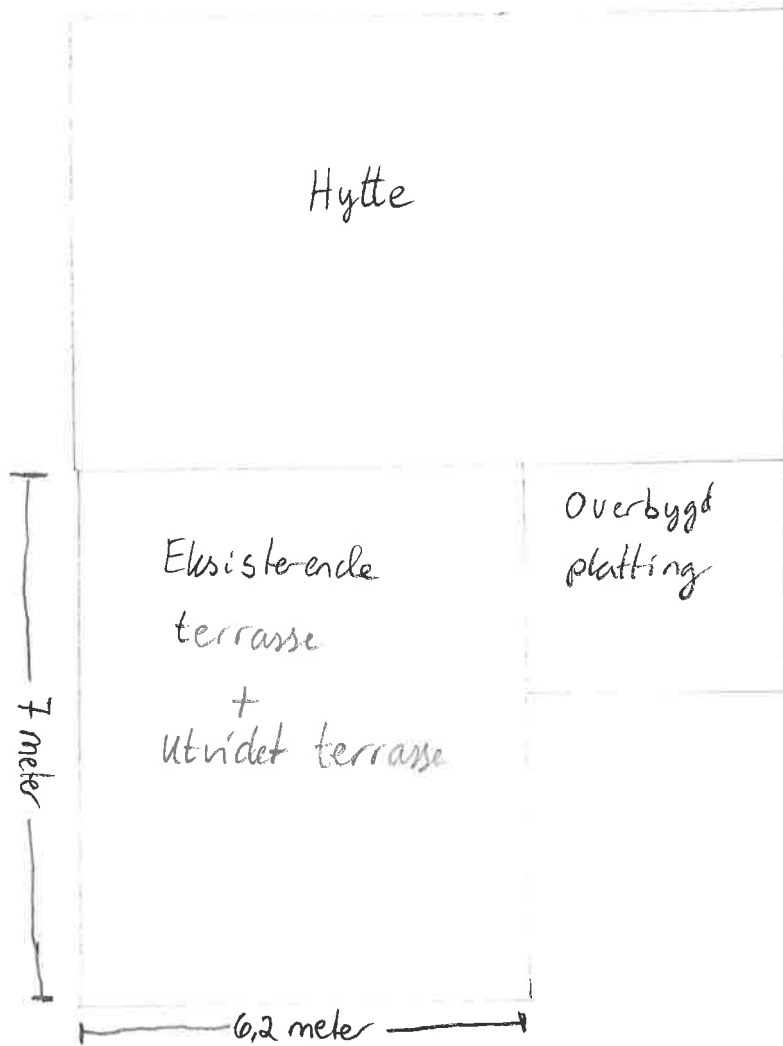 Hytte
Overbygd
platting
Eksisterende
terrasse
+
utvidet terrasse
7 meter
6,2 meter